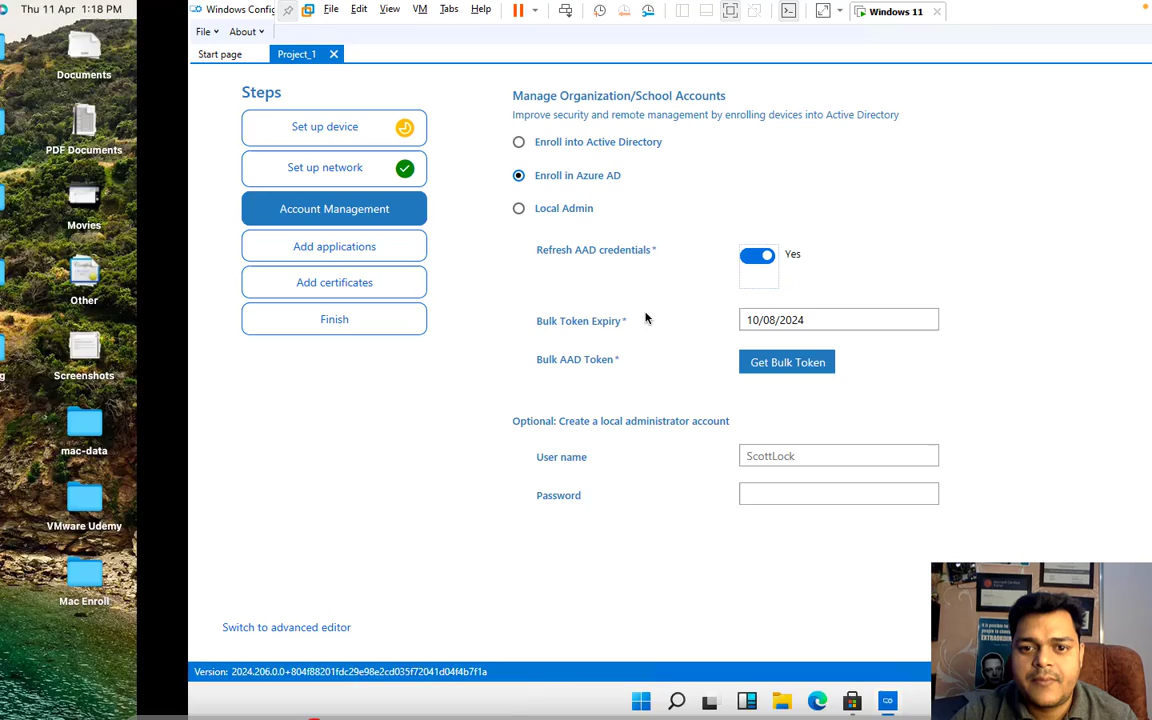 Thu 11 Apr 1:18 PM
Windows Config
File Edit View VM Tabs Help
Windows 11
File About
Start page Project_1
Steps
Set up device
Set up network
Account Management
Add applications
Add certificates
Finish
Switch to advanced editor
Manage Organization/School Accounts
Improve security and remote management by enrolling devices into Active Directory
Enroll into Active Directory
Enroll in Azure AD
Local Admin
Refresh AAD credentials* Yes
Bulk Token Expiry* 10/08/2024
Bulk AAD Token* Get Bulk Token
Optional: Create a local administrator account
User name ScottLock
Password
Version: 2024.206.0.0+804f88201fdc29e98e2cd035f72041d04f4b7f1a
Documents
PDF Documents
Movies
Other
Screenshots
mac-data
VMware Udemy
Mac Enroll
EXTRAORDIN